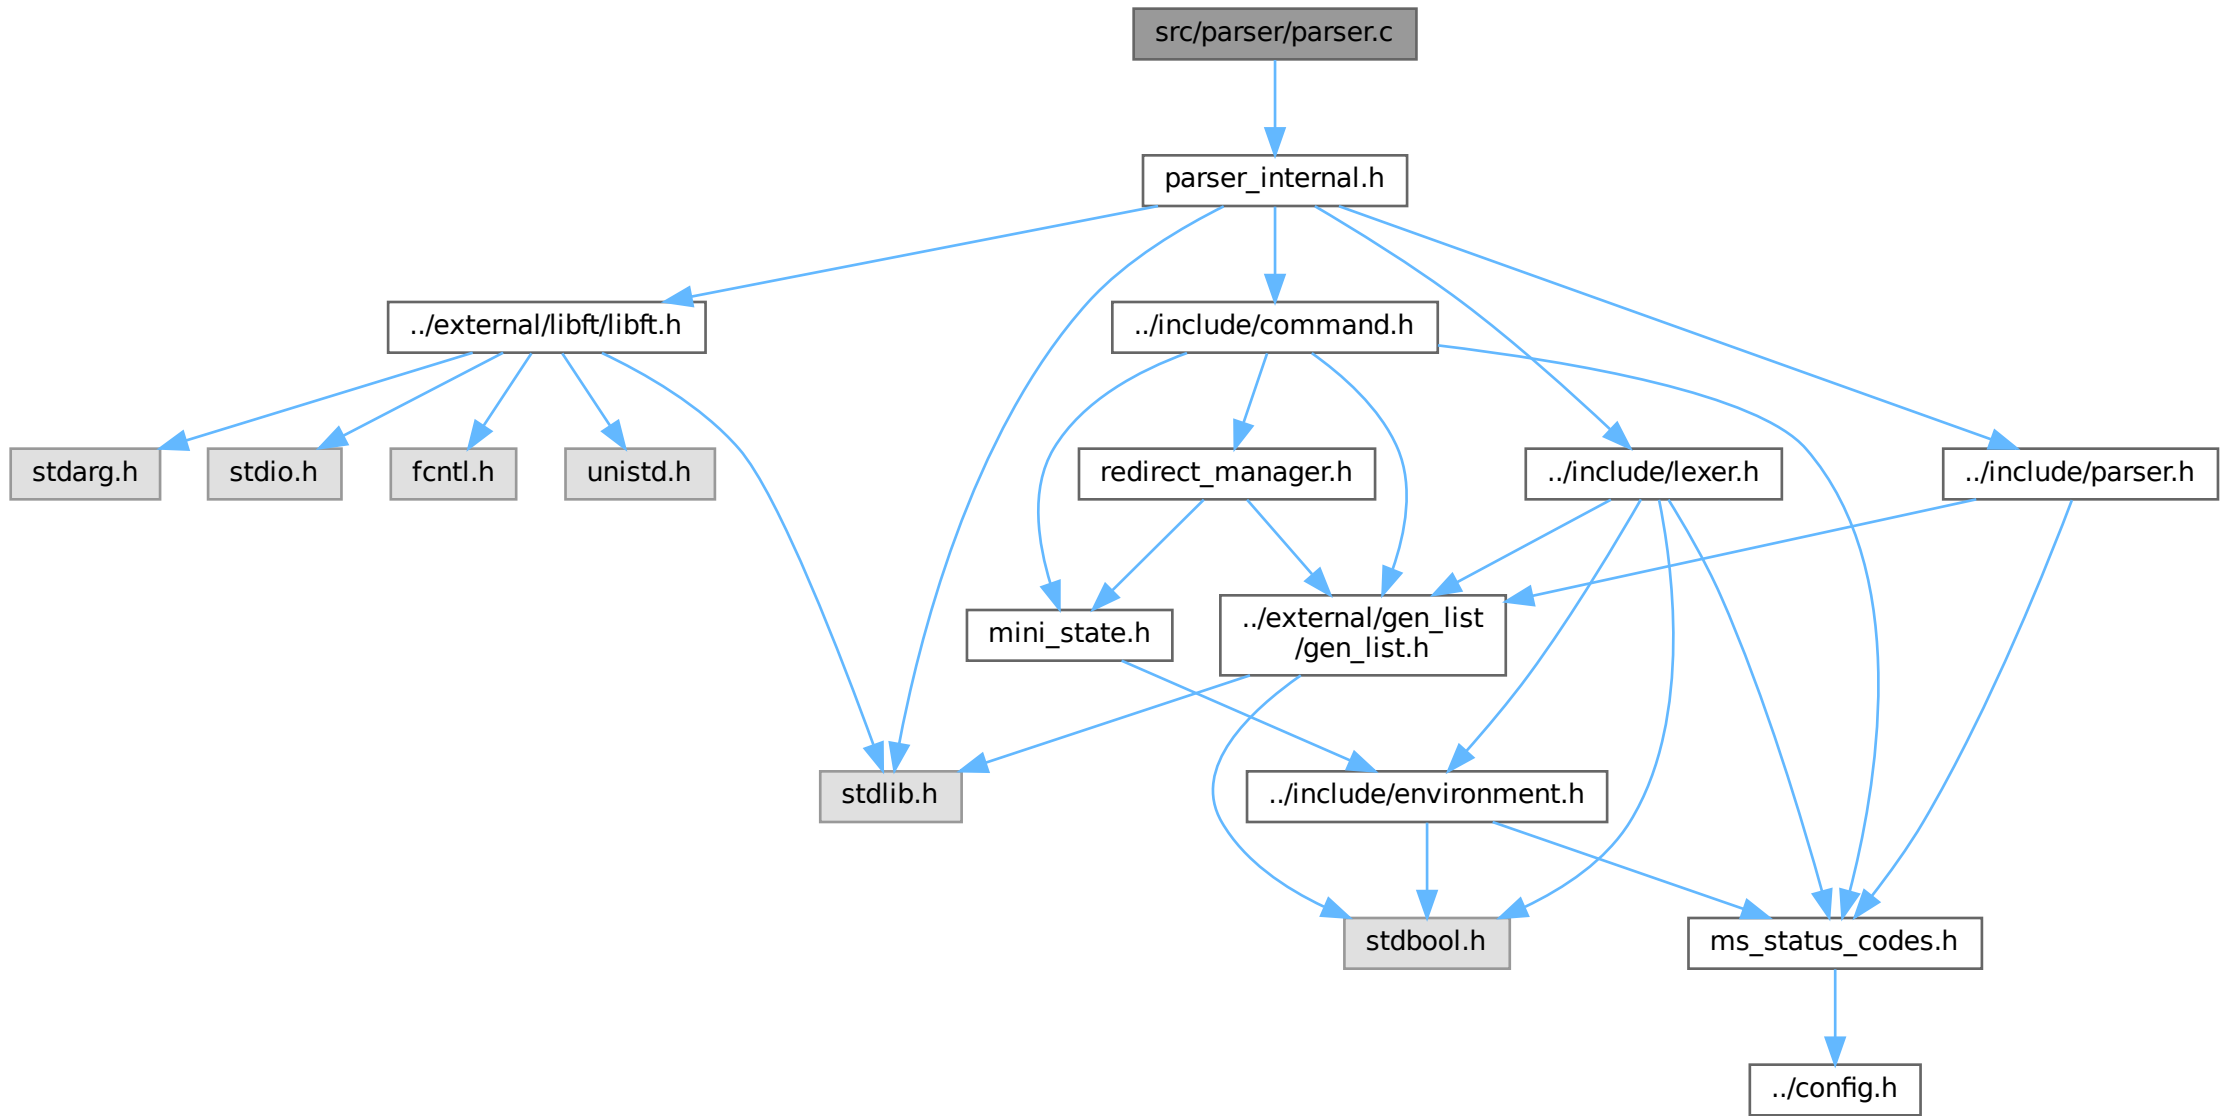 src/parser/parser.c
parser_internal.h
../external/libft/libft.h
../include/command.h
stdarg.h
stdio.h
fcntl.h
unistd.h
redirect_manager.h
../include/lexer.h
../include/parser.h
mini_state.h
../external/gen_list
/gen_list.h
stdlib.h
../include/environment.h
stdbool.h
ms_status_codes.h
../config.h